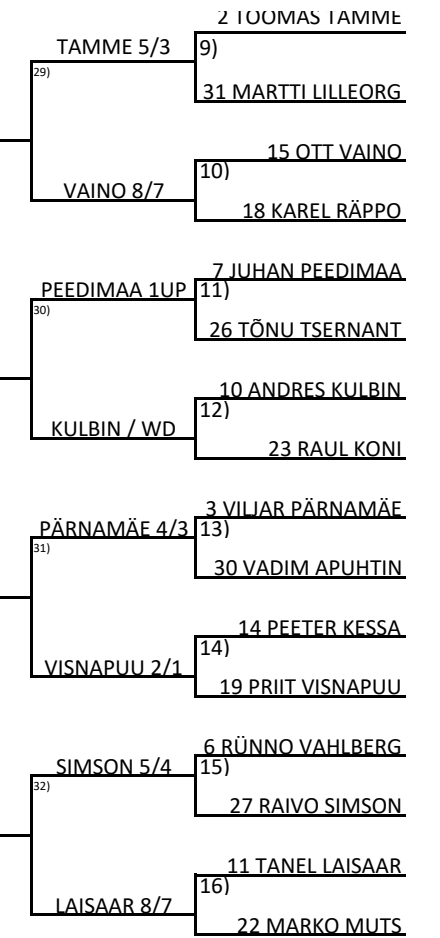 2 TOOMAS TAMME
TAMME 5/3
9)
29)
31 MARTTI LILLEORG
15 OTT VAINO
10)
VAINO 8/7
18 KAREL RÄPPO
7 JUHAN PEEDIMAA
PEEDIMAA 1UP
11)
30)
26 TÕNU TSERNANT
10 ANDRES KULBIN
12)
KULBIN / WD
23 RAUL KONI
3 VILJAR PÄRNAMÄE
PÄRNAMÄE 4/3
13)
31)
30 VADIM APUHTIN
14 PEETER KESSA
14)
VISNAPUU 2/1
19 PRIIT VISNAPUU
6 RÜNNO VAHLBERG
SIMSON 5/4
15)
32)
27 RAIVO SIMSON
11 TANEL LAISAAR
16)
LAISAAR 8/7
22 MARKO MUTS